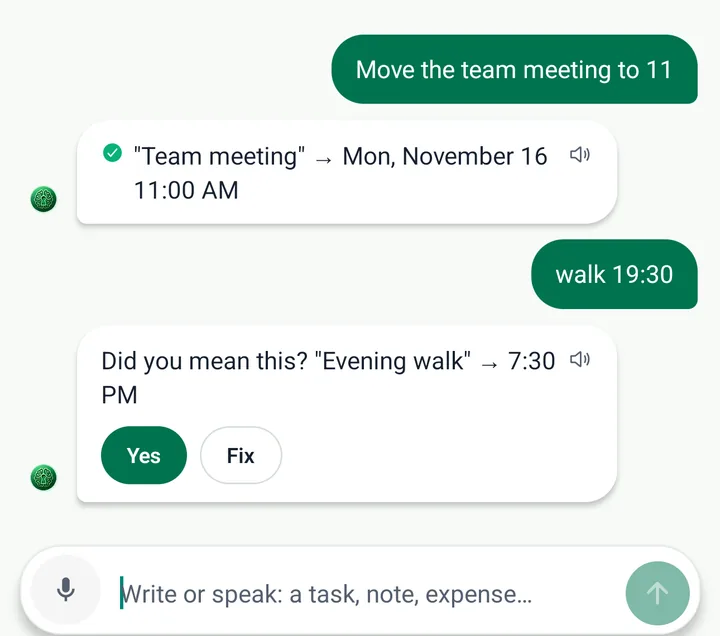 Move the team meeting to 11
"Team meeting" → Mon, November 16
11:00 AM
walk 19:30
Did you mean this? "Evening walk" → 7:30
PM
Yes
Fix
Write or speak: a task, note, expense...